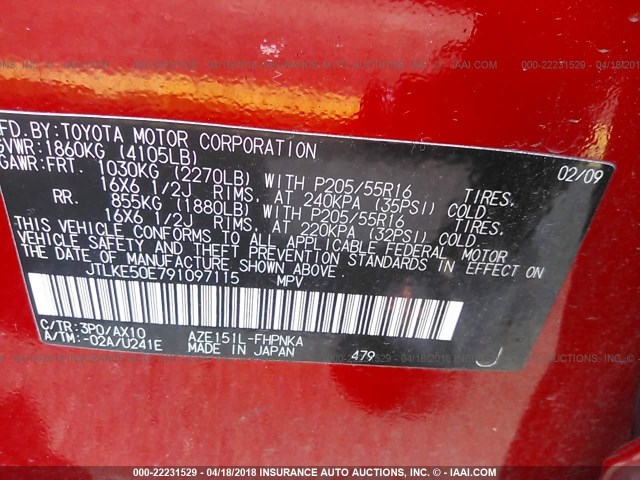 MFD.BY:TOYOTA MOTOR CORPORATION 02/09
GVWR:1860KG (4105LB)
GAWR:FRT. 1030KG (2270LB) WITH P205/55R16 TIRES,
16X6 1/2J RIMS, AT 240KPA (35PSI) COLD.
RR. 855KG (1880LB) WITH P205/55R16 TIRES,
16X6 1/2J RIMS, AT 220KPA (32PSI) COLD.
THIS VEHICLE CONFORMS TO ALL APPLICABLE FEDERAL MOTOR
VEHICLE SAFETY AND THEFT PREVENTION STANDARDS IN EFFECT ON
THE DATE OF MANUFACTURE SHOWN ABOVE.
JTLKE50E791097115 MPV
C/TR:3P0/AX10 AZE151L-FHPNKA
A/TM:-02A/U241E MADE IN JAPAN 479 J
000-22231529 - 04/18/2018 INSURANCE AUTO AUCTIONS, INC. - © - WWW.IAAI.COM